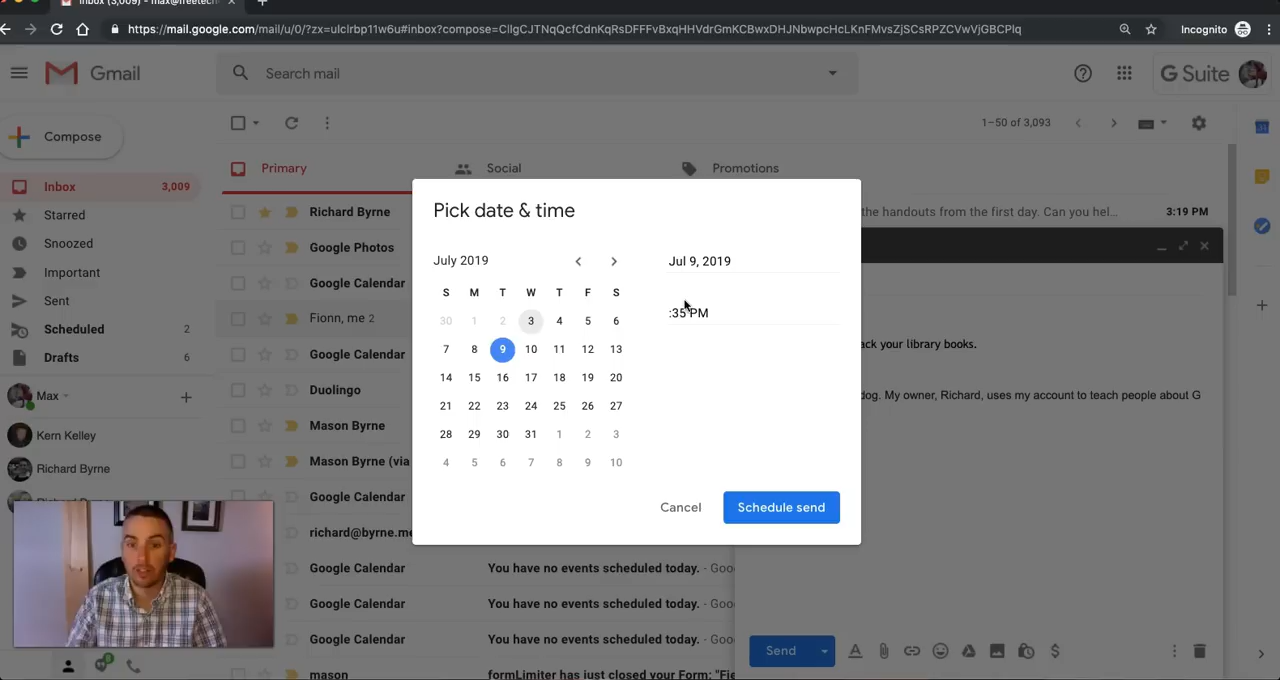 Inbox (3,009) - max@freetech
https://mail.google.com/mail/u/0/?zx=
Incognito
Gmail
Search mail
G Suite
Compose
1–50 of 3,093
Primary
Social
Promotions
Inbox 3,009
Starred
Snoozed
Important
Sent
Scheduled 2
Drafts 6
Max
Kern Kelley
Richard Byrne
Richard Byrne the handouts from the first day. Can you hel... 3:19 PM
Google Photos
Google Calendar
Fionn, me 2
Google Calendar
Duolingo
Mason Byrne
Mason Byrne (via
Google Calendar
richard@byrne.me
Google Calendar You have no events scheduled today. - Goo
Google Calendar You have no events scheduled today. - Goo
Google Calendar You have no events scheduled today. - Goo
mason formLimiter has just closed your Form: "Fie
Pick date & time
July 2019
S M T W T F S
30 1 2 3 4 5 6
7 8 9 10 11 12 13
14 15 16 17 18 19 20
21 22 23 24 25 26 27
28 29 30 31 1 2 3
4 5 6 7 8 9 10
Jul 9, 2019
:35 PM
Cancel
Schedule send
ack your library books.
dog. My owner, Richard, uses my account to teach people about G
Send
8